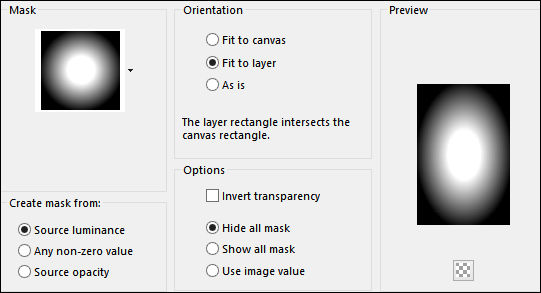 Mask
Create mask from:
Source luminance
Any non-zero value
Source opacity
Orientation
Fit to canvas
Fit to layer
As is
The layer rectangle intersects the
canvas rectangle.
Options
Invert transparency
Hide all mask
Show all mask
Use image value
Preview